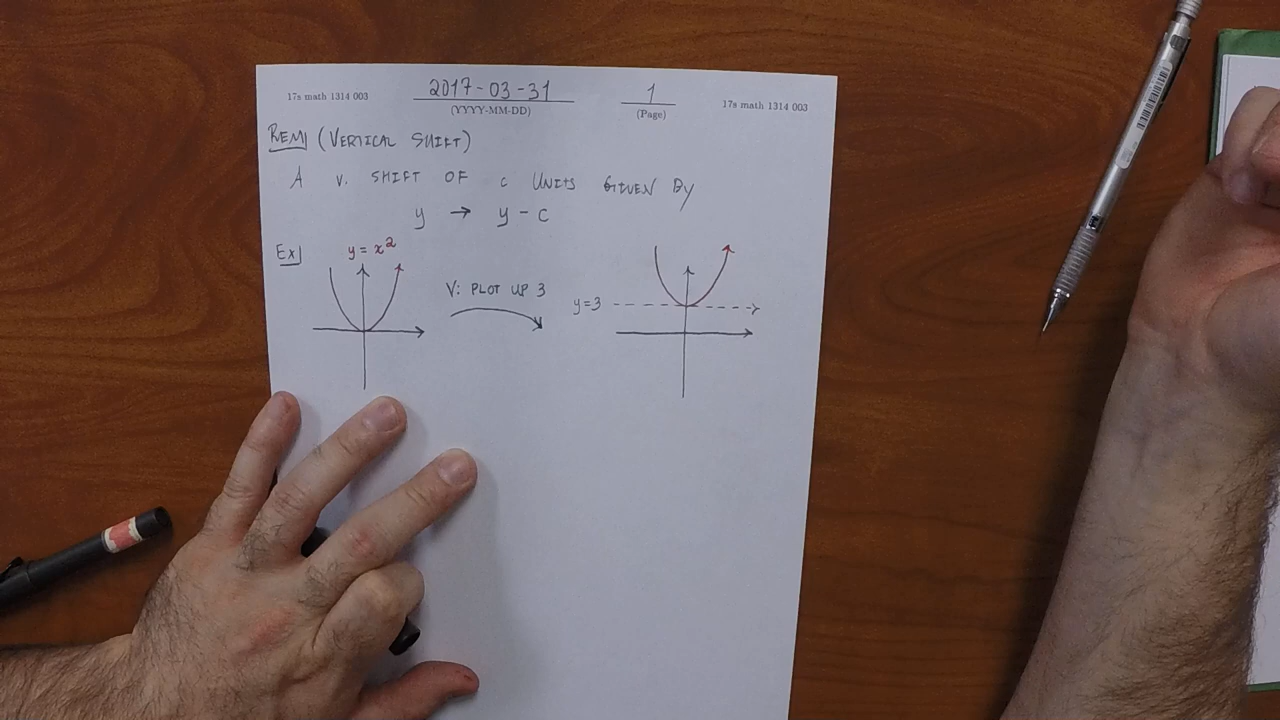 17s math 1314 003 2017-03-31 1 17s math 1314 003
(YYYY-MM-DD) (Page)
REM (VERTICAL SHIFT)
A V. SHIFT OF c UNITS GIVEN BY
y → y - c
Ex y = x²
V: PLOT UP 3
y=3